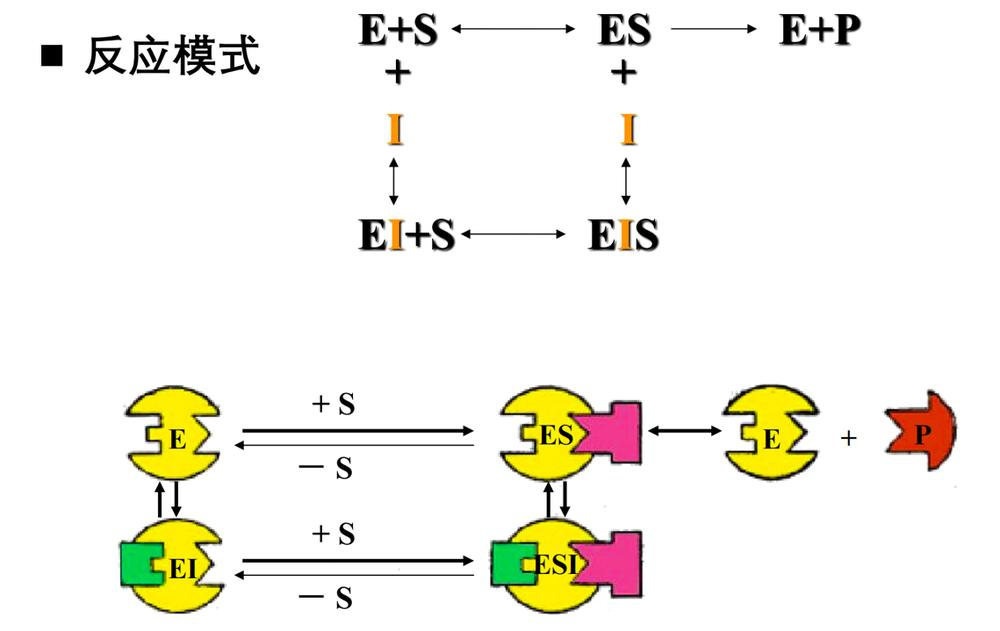 E+S ES E+P
■ 反应模式
+ +
I I
EI+S EIS
+ S
E ES E + P
− S
+ S
EI ESI
− S